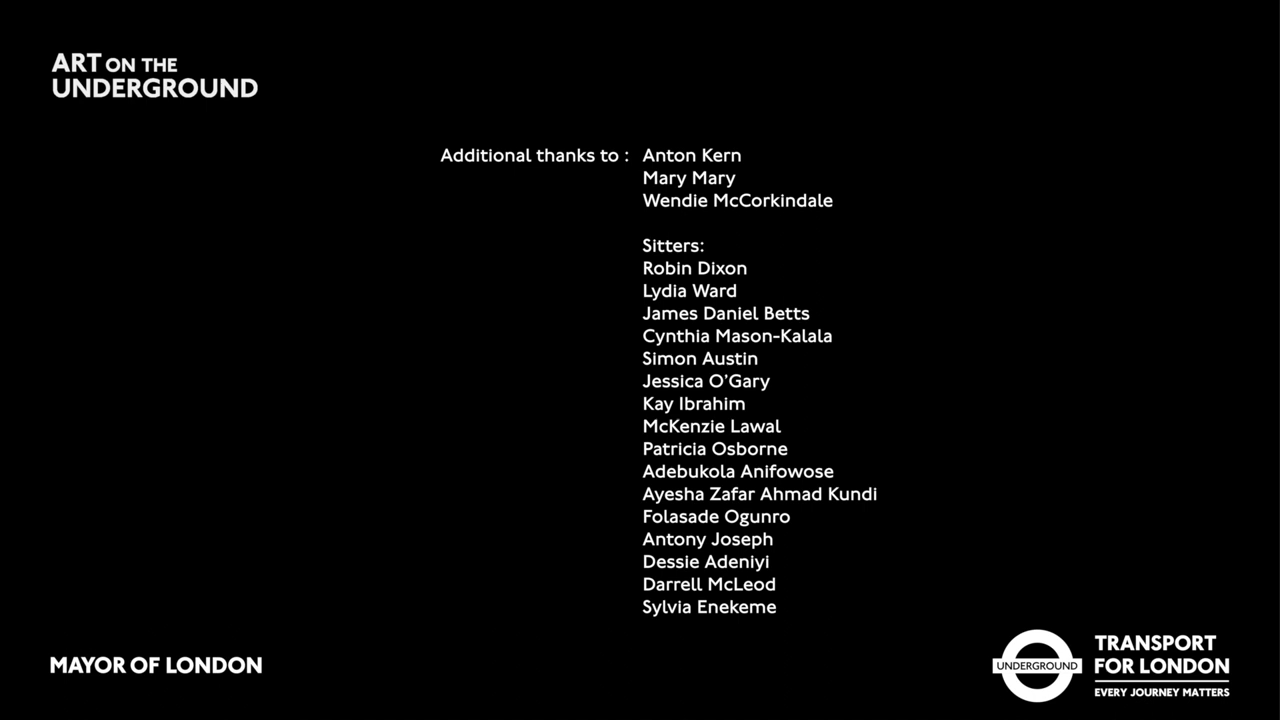 ART ON THE
UNDERGROUND
Additional thanks to : Anton Kern
Mary Mary
Wendie McCorkindale
Sitters:
Robin Dixon
Lydia Ward
James Daniel Betts
Cynthia Mason-Kalala
Simon Austin
Jessica O’Gary
Kay Ibrahim
McKenzie Lawal
Patricia Osborne
Adebukola Anifowose
Ayesha Zafar Ahmad Kundi
Folasade Ogunro
Antony Joseph
Dessie Adeniyi
Darrell McLeod
Sylvia Enekeme
MAYOR OF LONDON
UNDERGROUND
TRANSPORT
FOR LONDON
EVERY JOURNEY MATTERS